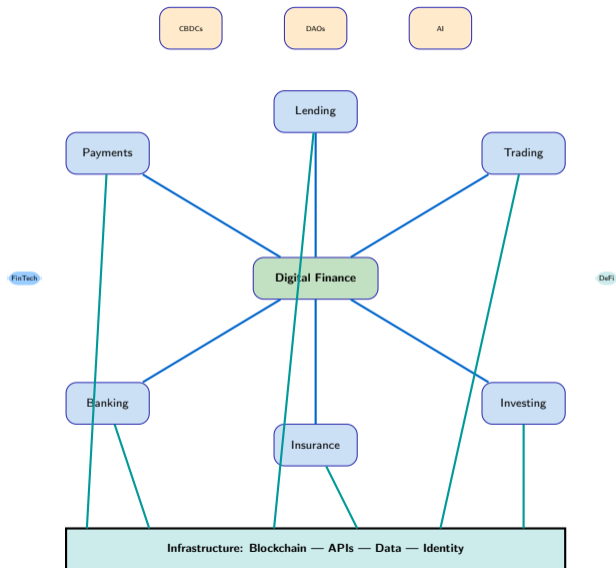 CBDCs
DAOs
AI
Lending
Payments
Trading
FinTech
Digital Finance
DeFi
Banking
Investing
Insurance
Infrastructure: Blockchain — APIs — Data — Identity